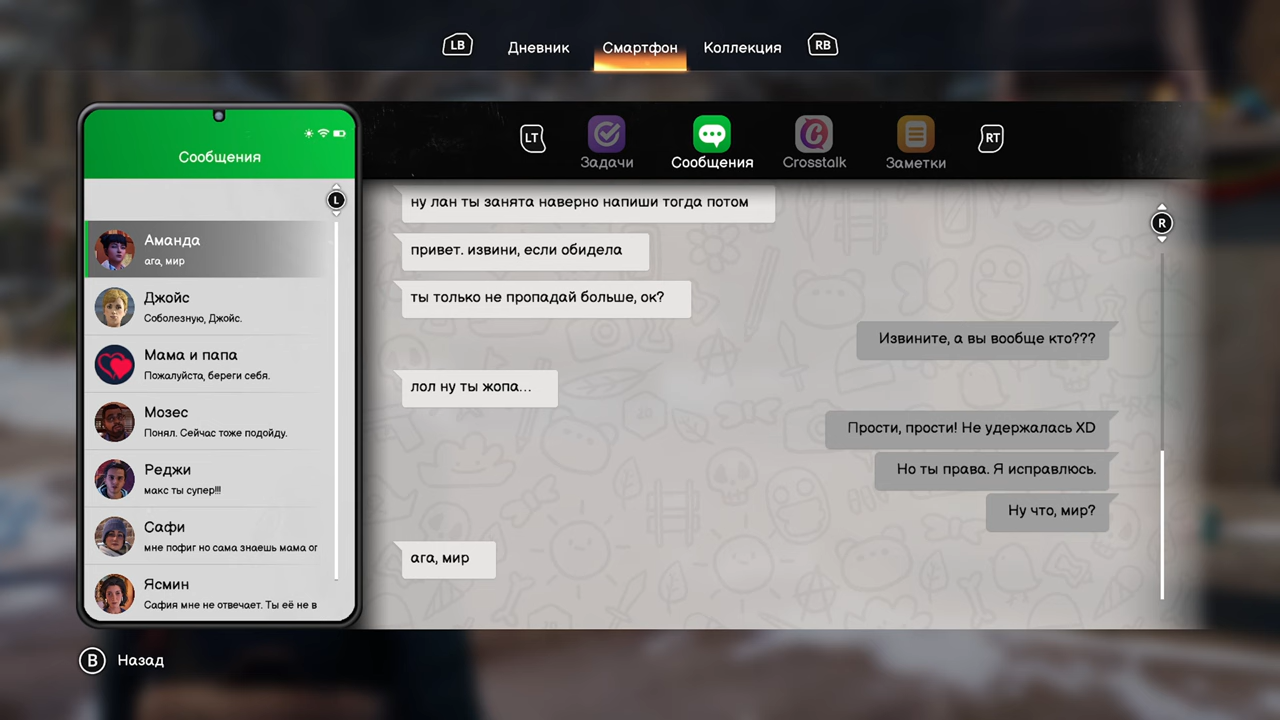 LB
Дневник
Смартфон
Коллекция
RB
LT
Задачи
Сообщения
Crosstalk
Заметки
RT
Сообщения
L
Аманда
ага, мир
Джойс
Соболезную, Джойс.
Мама и папа
Пожалуйста, береги себя.
Мозес
Понял. Сейчас тоже подойду.
Реджи
макс ты супер!!!
Сафи
мне пофиг но сама знаешь мама ог
Ясмин
Сафия мне не отвечает. Ты её не в
ну лан ты занята наверно напиши тогда потом
привет. извини, если обидела
ты только не пропадай больше, ок?
Извините, а вы вообще кто???
лол ну ты жопа...
Прости, прости! Не удержалась XD
Но ты права. Я исправлюсь.
Ну что, мир?
ага, мир
R
B
Назад